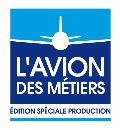 L'AVION
DES MÉTIERS
ÉDITION SPÉCIALE PRODUCTION